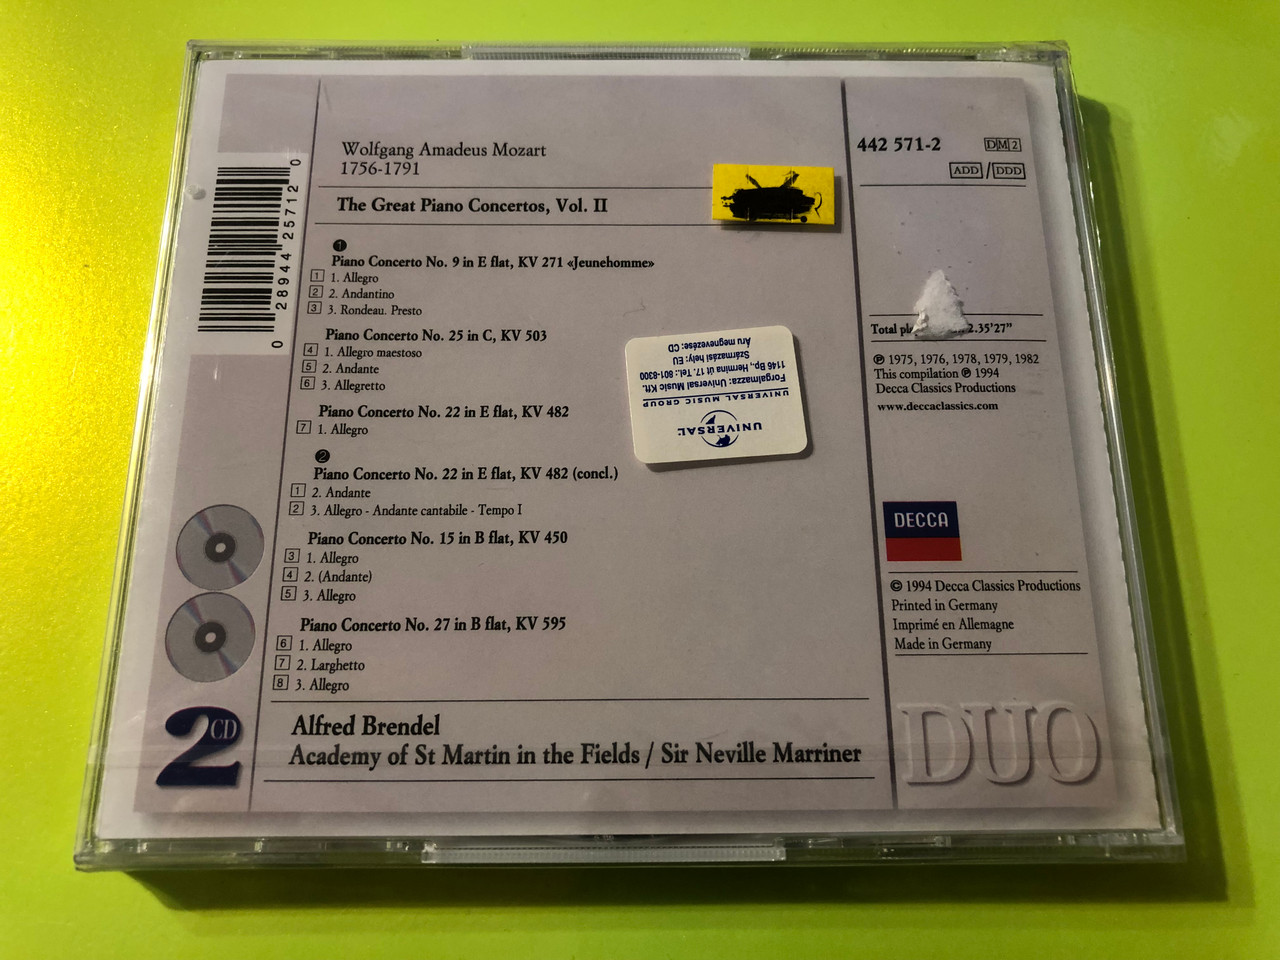 Wolfgang Amadeus Mozart
1756-1791
The Great Piano Concertos, Vol. II
❶
Piano Concerto No. 9 in E flat, KV 271 «Jeunehomme»
1 1. Allegro
2 2. Andantino
3 3. Rondeau. Presto
Piano Concerto No. 25 in C, KV 503
4 1. Allegro maestoso
5 2. Andante
6 3. Allegretto
Piano Concerto No. 22 in E flat, KV 482
7 1. Allegro
❷
Piano Concerto No. 22 in E flat, KV 482 (concl.)
1 2. Andante
2 3. Allegro - Andante cantabile - Tempo I
Piano Concerto No. 15 in B flat, KV 450
3 1. Allegro
4 2. (Andante)
5 3. Allegro
Piano Concerto No. 27 in B flat, KV 595
6 1. Allegro
7 2. Larghetto
8 3. Allegro
Alfred Brendel
Academy of St Martin in the Fields / Sir Neville Marriner
2CD
0 28944 25712 0
442 571-2
DM2
ADD / DDD
Total 2.35'27"
℗ 1975, 1976, 1978, 1979, 1982
This compilation ℗ 1994
Decca Classics Productions
www.deccaclassics.com
DECCA
© 1994 Decca Classics Productions
Printed in Germany
Imprimé en Allemagne
Made in Germany
DUO
UNIVERSAL
UNIVERSAL MUSIC GROUP
Forgalmazza: Universal Music Kft.
1146 Bp., Hermina út 17. Tel.: 801-8300
Származási hely: EU
Áru megnevezése: CD